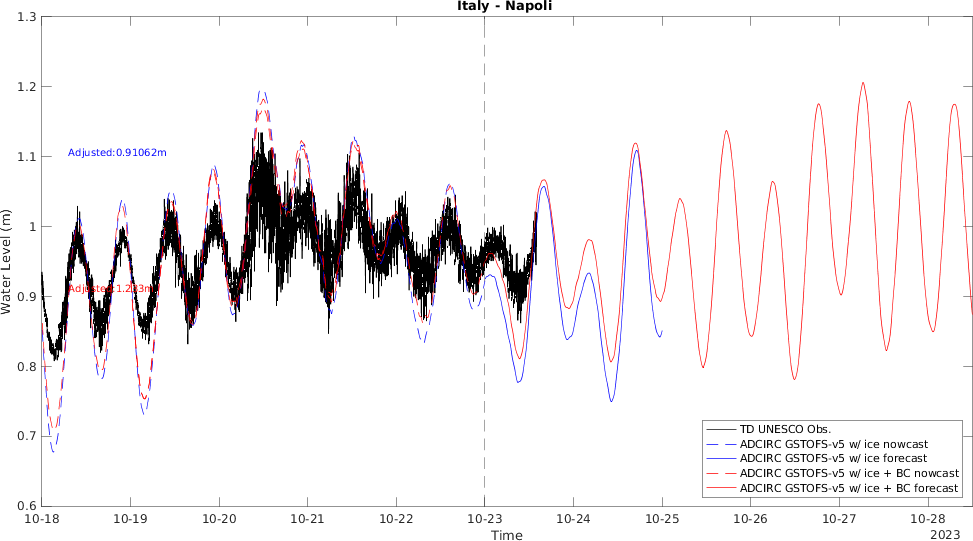 Italy - Napoli
Water Level (m)
1.3
1.2
1.1
1
0.9
0.8
0.7
0.6
Adjusted:0.91062m
Adjusted:1.233m
TD UNESCO Obs.
ADCIRC GSTOFS-v5 w/ ice nowcast
ADCIRC GSTOFS-v5 w/ ice forecast
ADCIRC GSTOFS-v5 w/ ice + BC nowcast
ADCIRC GSTOFS-v5 w/ ice + BC forecast
10-18 10-19 10-20 10-21 10-22 10-23 10-24 10-25 10-26 10-27 10-28
Time
2023